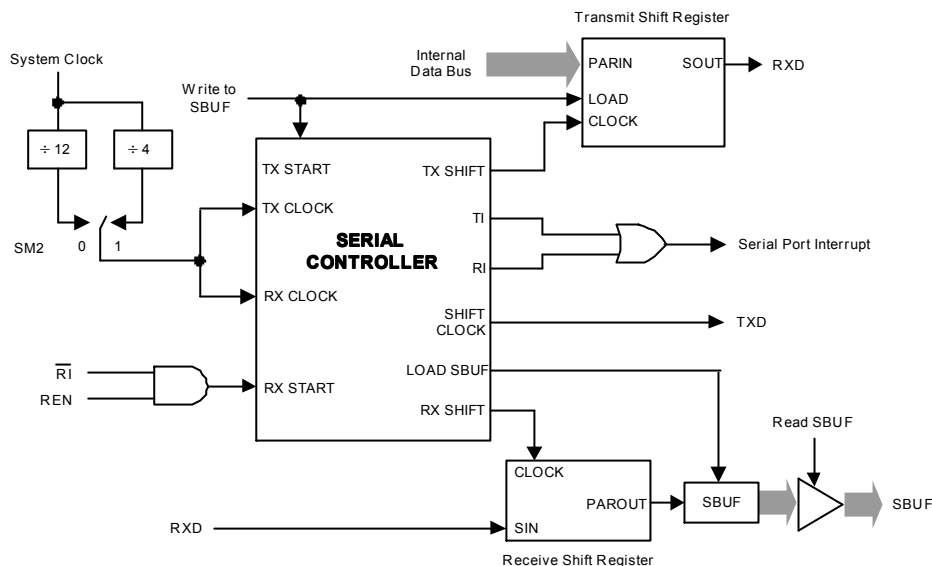 Transmit Shift Register
System Clock
Internal
Data Bus
PARIN
SOUT
RXD
Write to
SBUF
LOAD
CLOCK
÷ 12
÷ 4
TX START
TX SHIFT
TX CLOCK
TI
SM2
0
1
SERIAL
CONTROLLER
Serial Port Interrupt
RI
RX CLOCK
SHIFT
CLOCK
TXD
R̅I̅
REN
RX START
LOAD SBUF
RX SHIFT
Read SBUF
CLOCK
PAROUT
SBUF
SBUF
RXD
SIN
Receive Shift Register